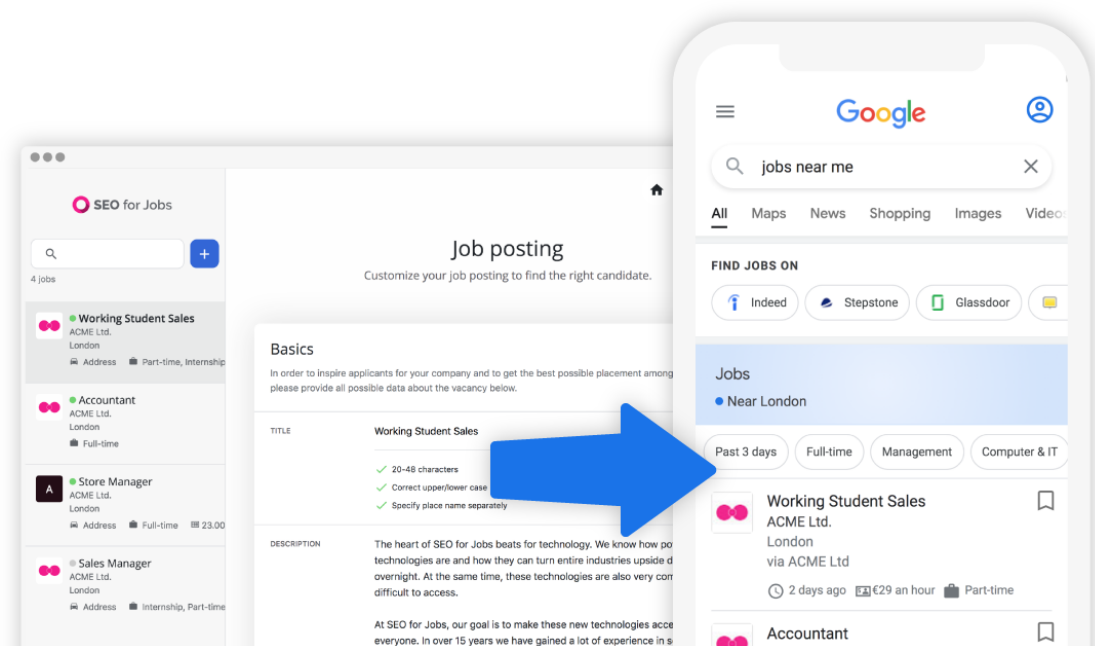 SEO for Jobs
4 jobs
Working Student Sales
ACME Ltd.
London
Address
Part-time, Internship
Accountant
ACME Ltd.
London
Full-time
A
Store Manager
ACME Ltd.
London
Address
Full-time
23.00
Sales Manager
ACME Ltd.
London
Address
Internship, Part-time
Job posting
Customize your job posting to find the right candidate.
Basics
In order to inspire applicants for your company and to get the best possible placement among
please provide all possible data about the vacancy below.
TITLE
Working Student Sales
20-48 characters
Correct upper/lower case
Specify place name separately
DESCRIPTION
The heart of SEO for Jobs beats for technology. We know how
technologies are and how they can turn entire industries upside
overnight. At the same time, these technologies are also very
difficult to access.
At SEO for Jobs, our goal is to make these new technologies
everyone. In over 15 years we have gained a lot of experience in
Google
jobs near me
All Maps News Shopping Images Videos
FIND JOBS ON
Indeed
Stepstone
Glassdoor
Jobs
Near London
Past 3 days
Full-time
Management
Computer & IT
Working Student Sales
ACME Ltd.
London
via ACME Ltd
2 days ago
€29 an hour
Part-time
Accountant